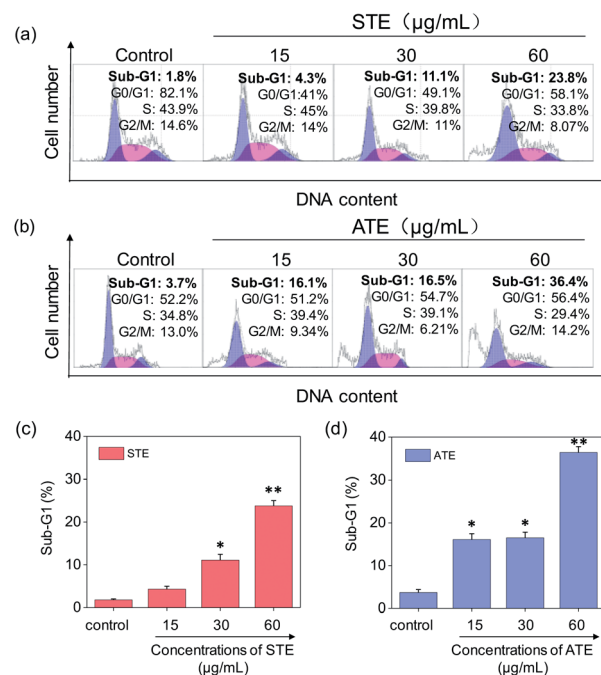 (a)
STE（µg/mL）
Control 15 30 60
Sub-G1: 1.8% Sub-G1: 4.3% Sub-G1: 11.1% Sub-G1: 23.8%
G0/G1: 82.1% G0/G1:41% G0/G1: 49.1% G0/G1: 58.1%
S: 43.9% S: 45% S: 39.8% S: 33.8%
G2/M: 14.6% G2/M: 14% G2/M: 11% G2/M: 8.07%
Cell number
DNA content
(b)
ATE（µg/mL）
Control 15 30 60
Sub-G1: 3.7% Sub-G1: 16.1% Sub-G1: 16.5% Sub-G1: 36.4%
G0/G1: 52.2% G0/G1: 51.2% G0/G1: 54.7% G0/G1: 56.4%
S: 34.8% S: 39.4% S: 39.1% S: 29.4%
G2/M: 13.0% G2/M: 9.34% G2/M: 6.21% G2/M: 14.2%
Cell number
DNA content
(c)
STE
Sub-G1 (%)
40
30
20
10
0
*
**
control 15 30 60
Concentrations of STE
(µg/mL)
(d)
ATE
Sub-G1 (%)
40
30
20
10
0
*
*
**
control 15 30 60
Concentrations of ATE
(µg/mL)